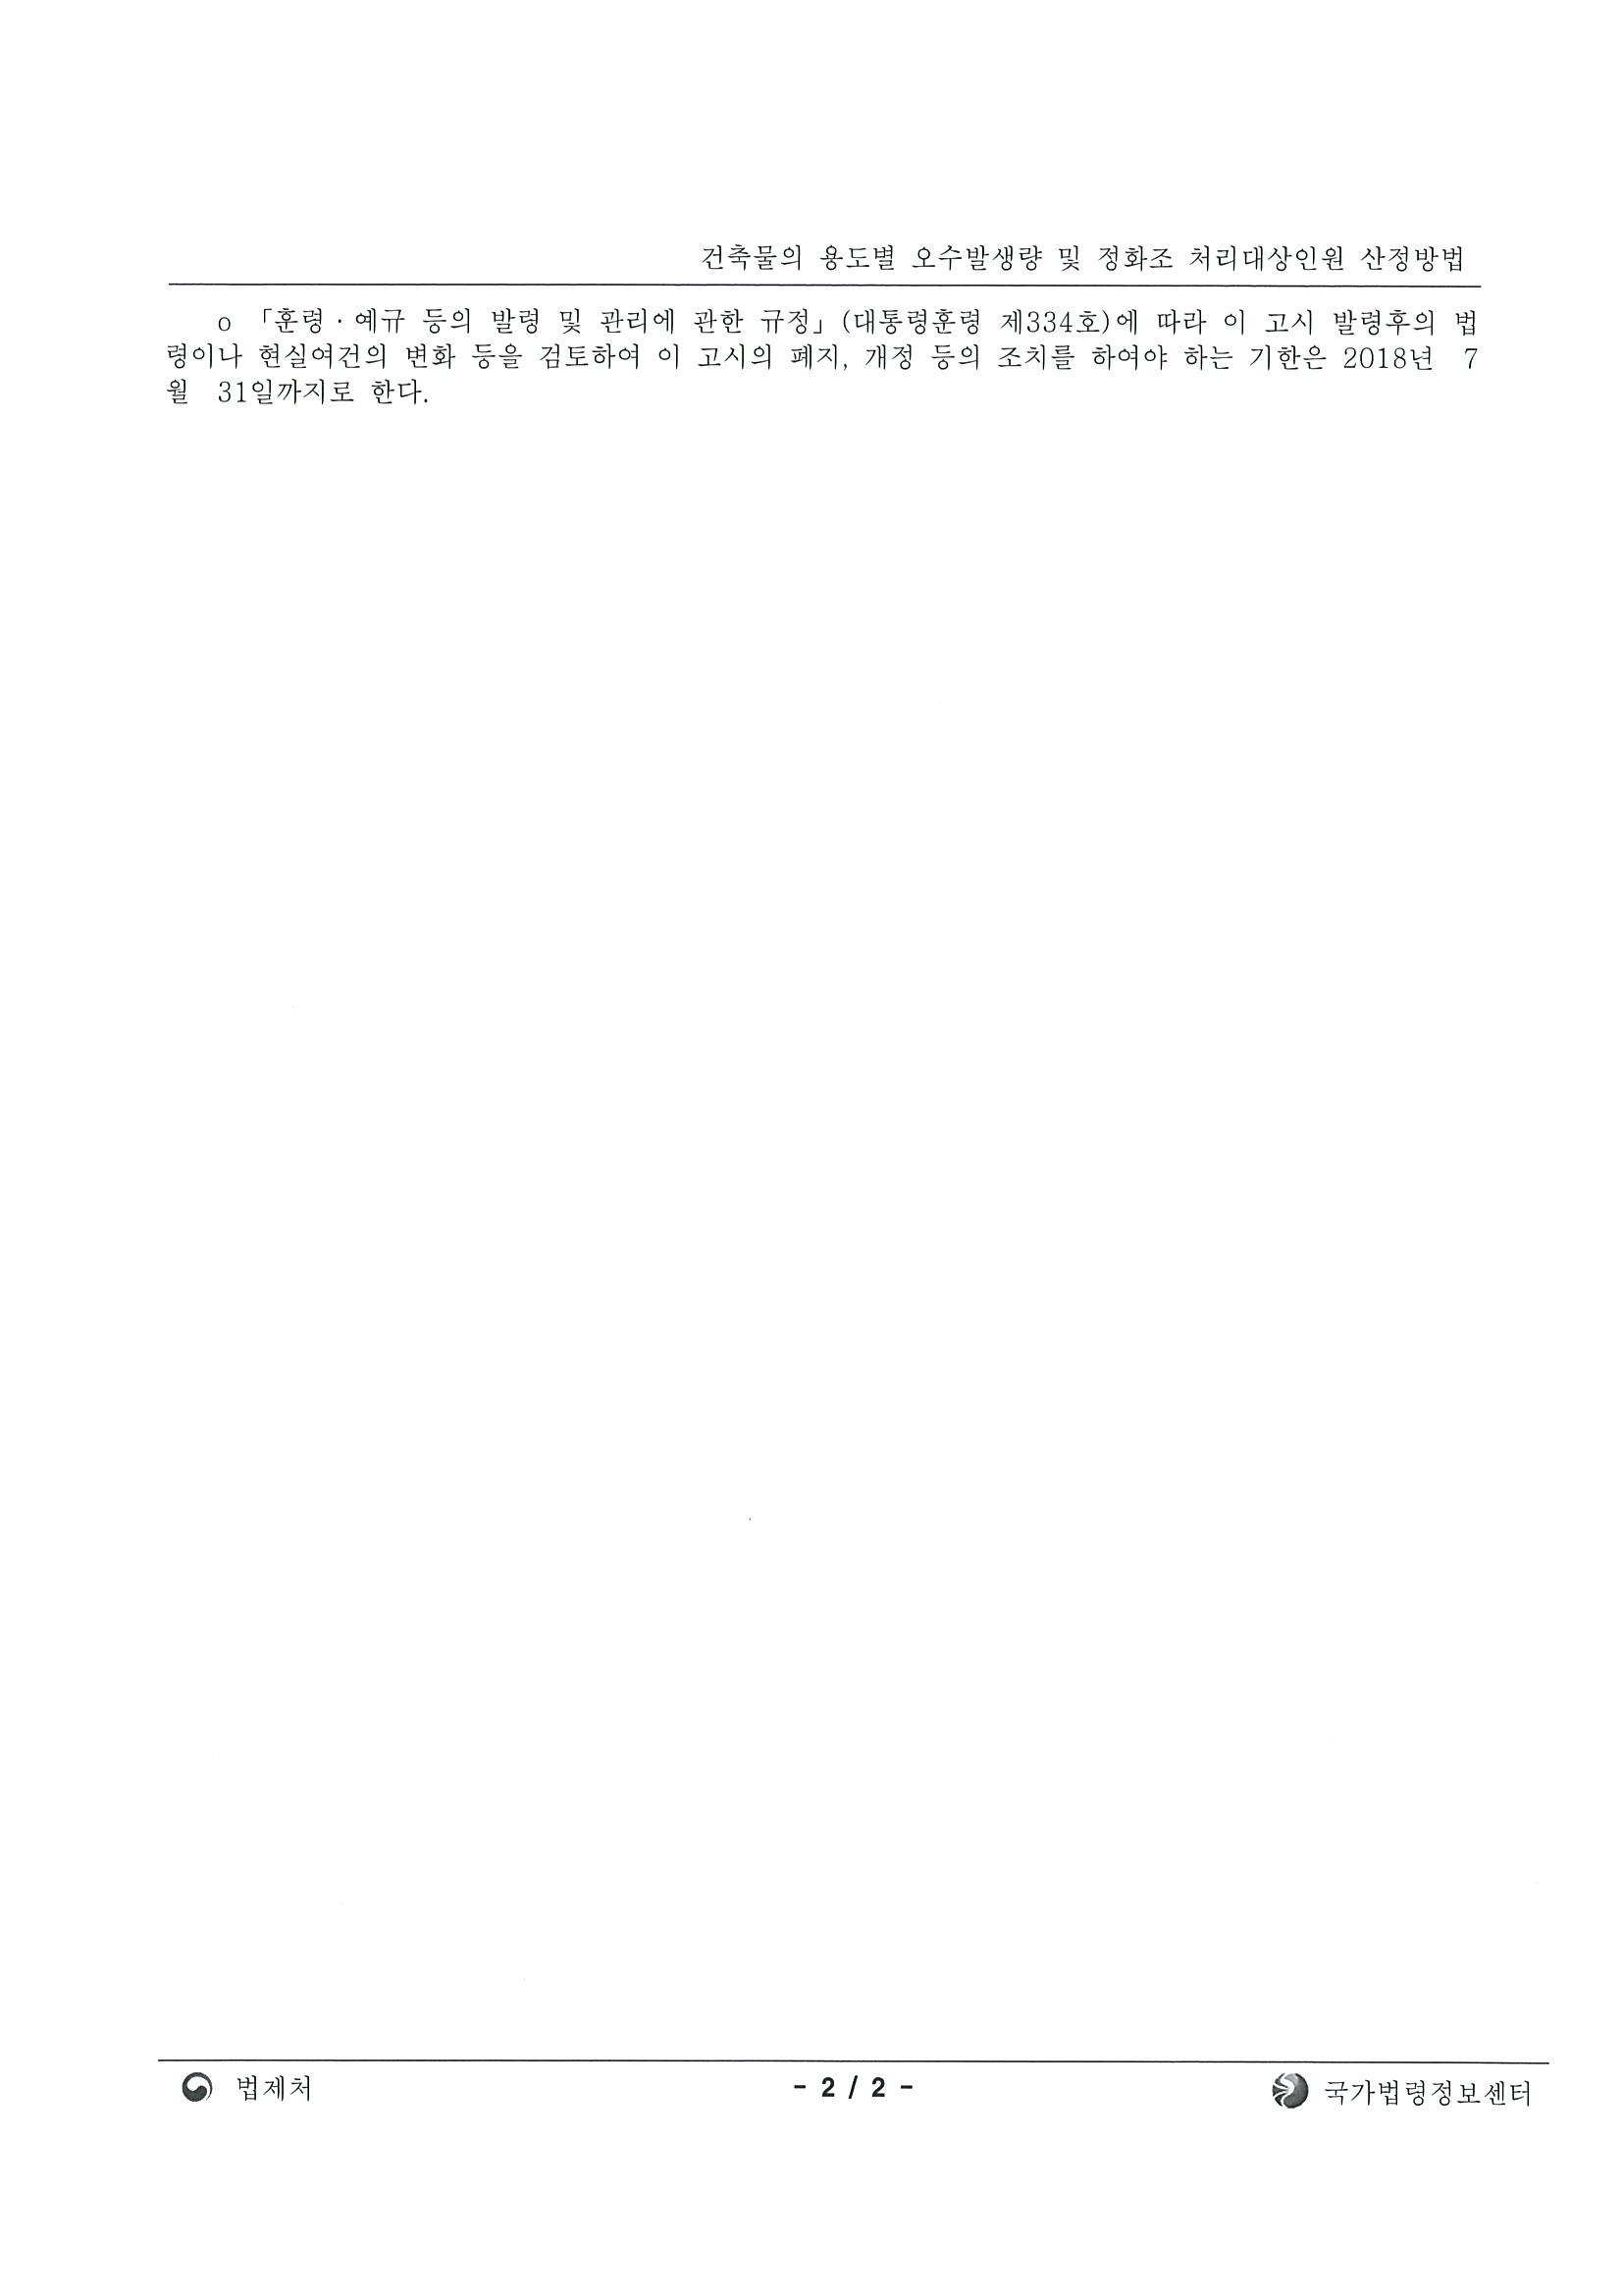 건축물의 용도별 오수발생량 및 정화조 처리대상인원 산정방법
o 「훈령·예규 등의 발령 및 관리에 관한 규정」(대통령훈령 제334호)에 따라 이 고시 발령후의 법
령이나 현실여건의 변화 등을 검토하여 이 고시의 폐지, 개정 등의 조치를 하여야 하는 기한은 2018년 7
월 31일까지로 한다.
법제처
- 2 / 2 -
국가법령정보센터